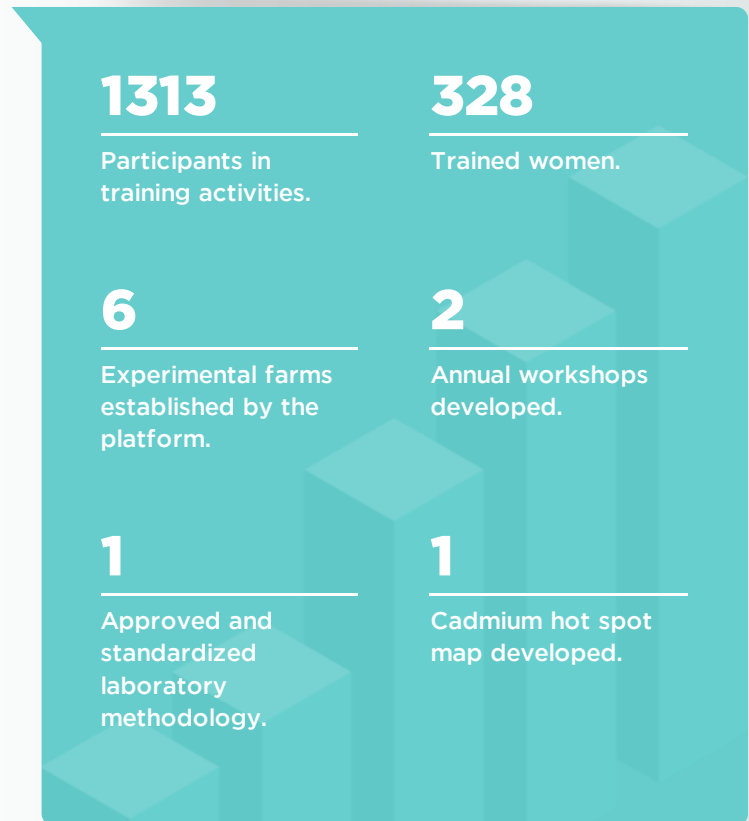 1313
Participants in
training activities.
328
Trained women.
6
Experimental farms
established by the
platform.
2
Annual workshops
developed.
1
Approved and
standardized
laboratory
methodology.
1
Cadmium hot spot
map developed.